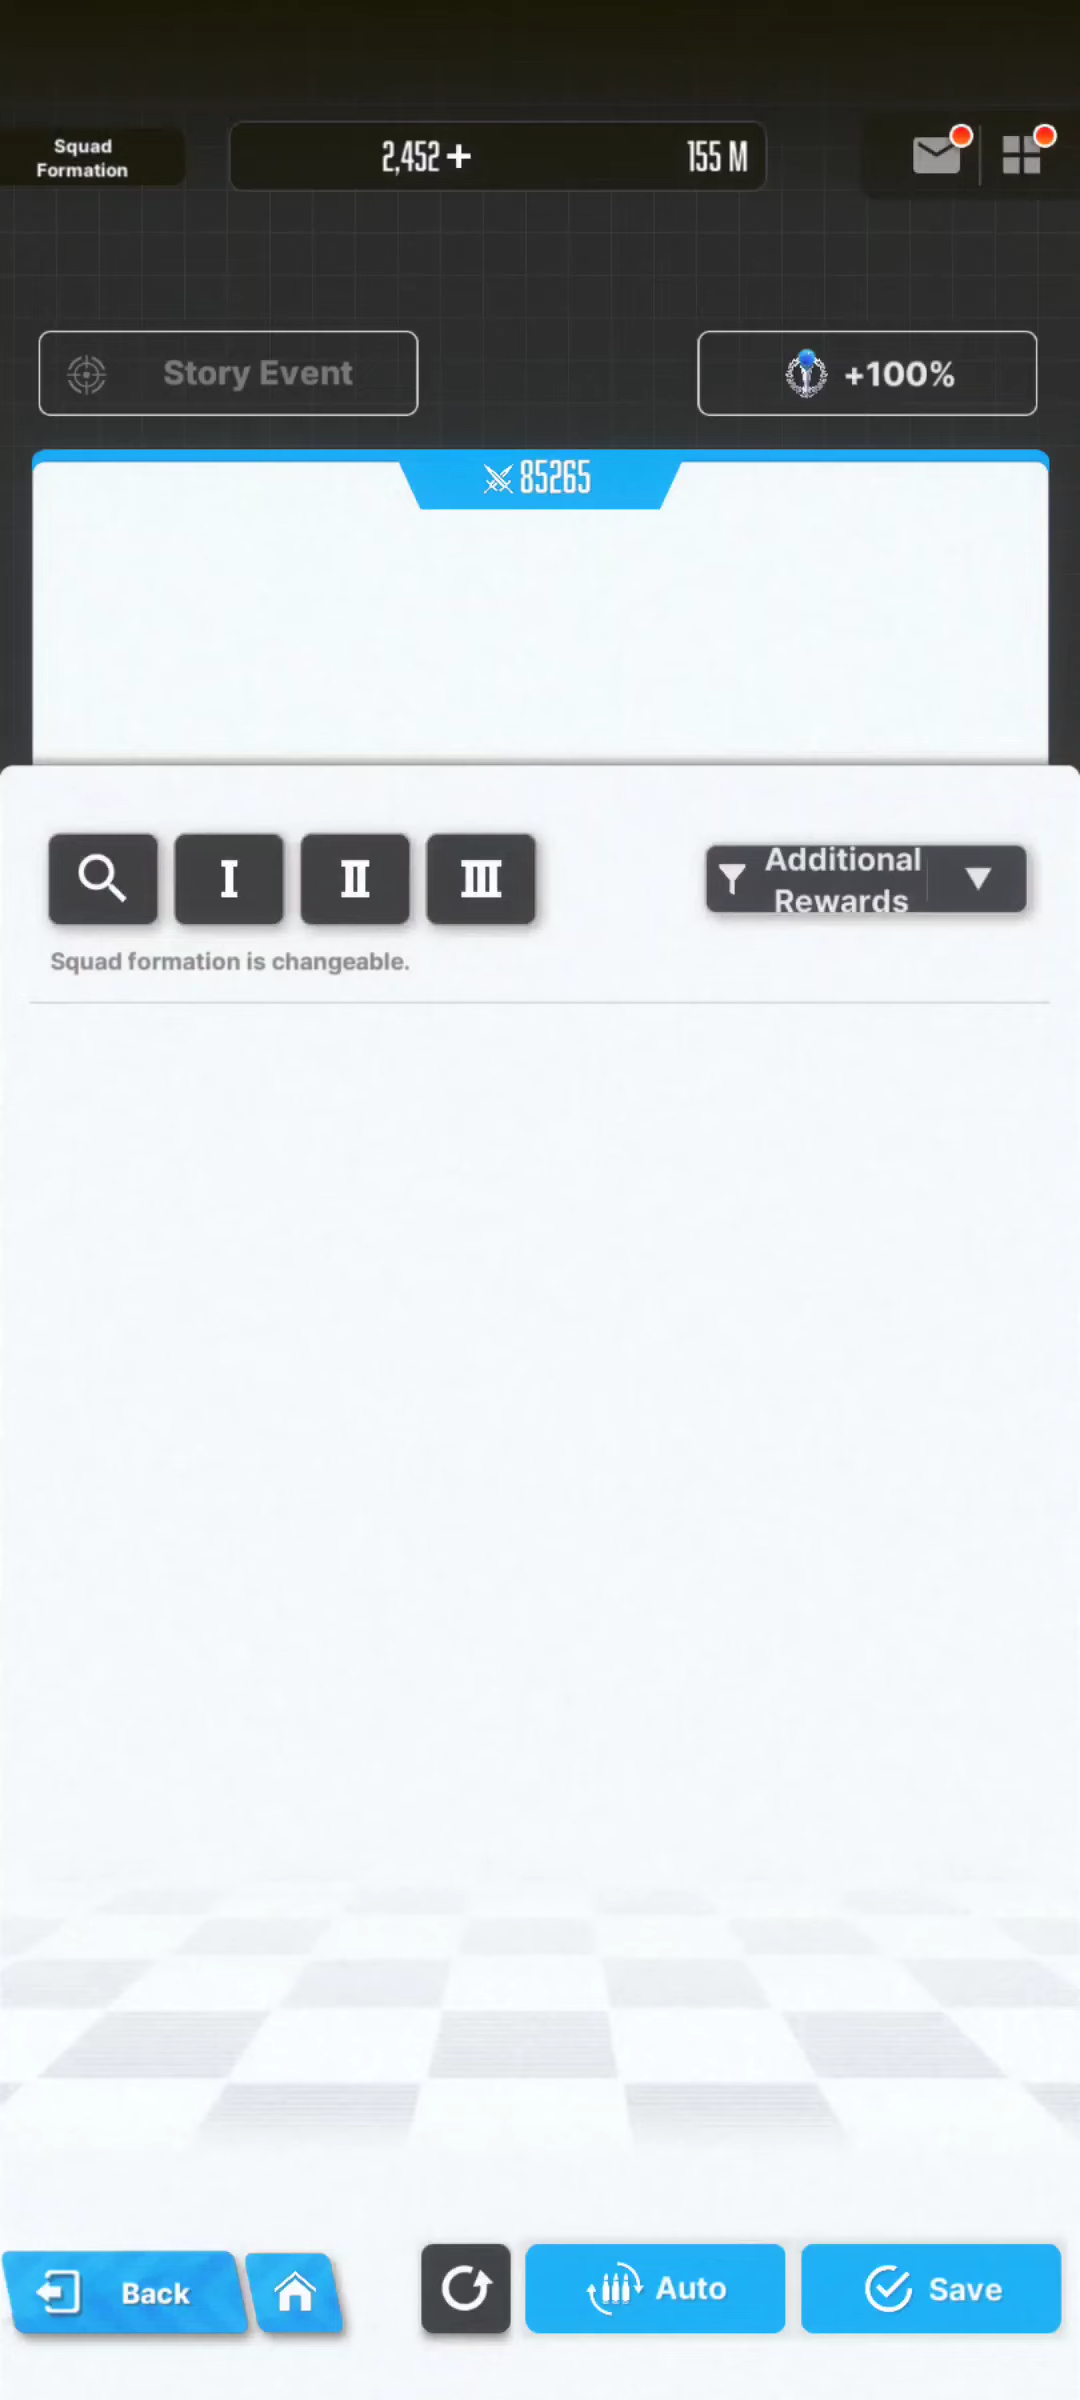 Squad
Formation
2,452 +
155 M
Story Event
+100%
85265
I
II
III
Additional
Rewards
Squad formation is changeable.
Back
Auto
Save